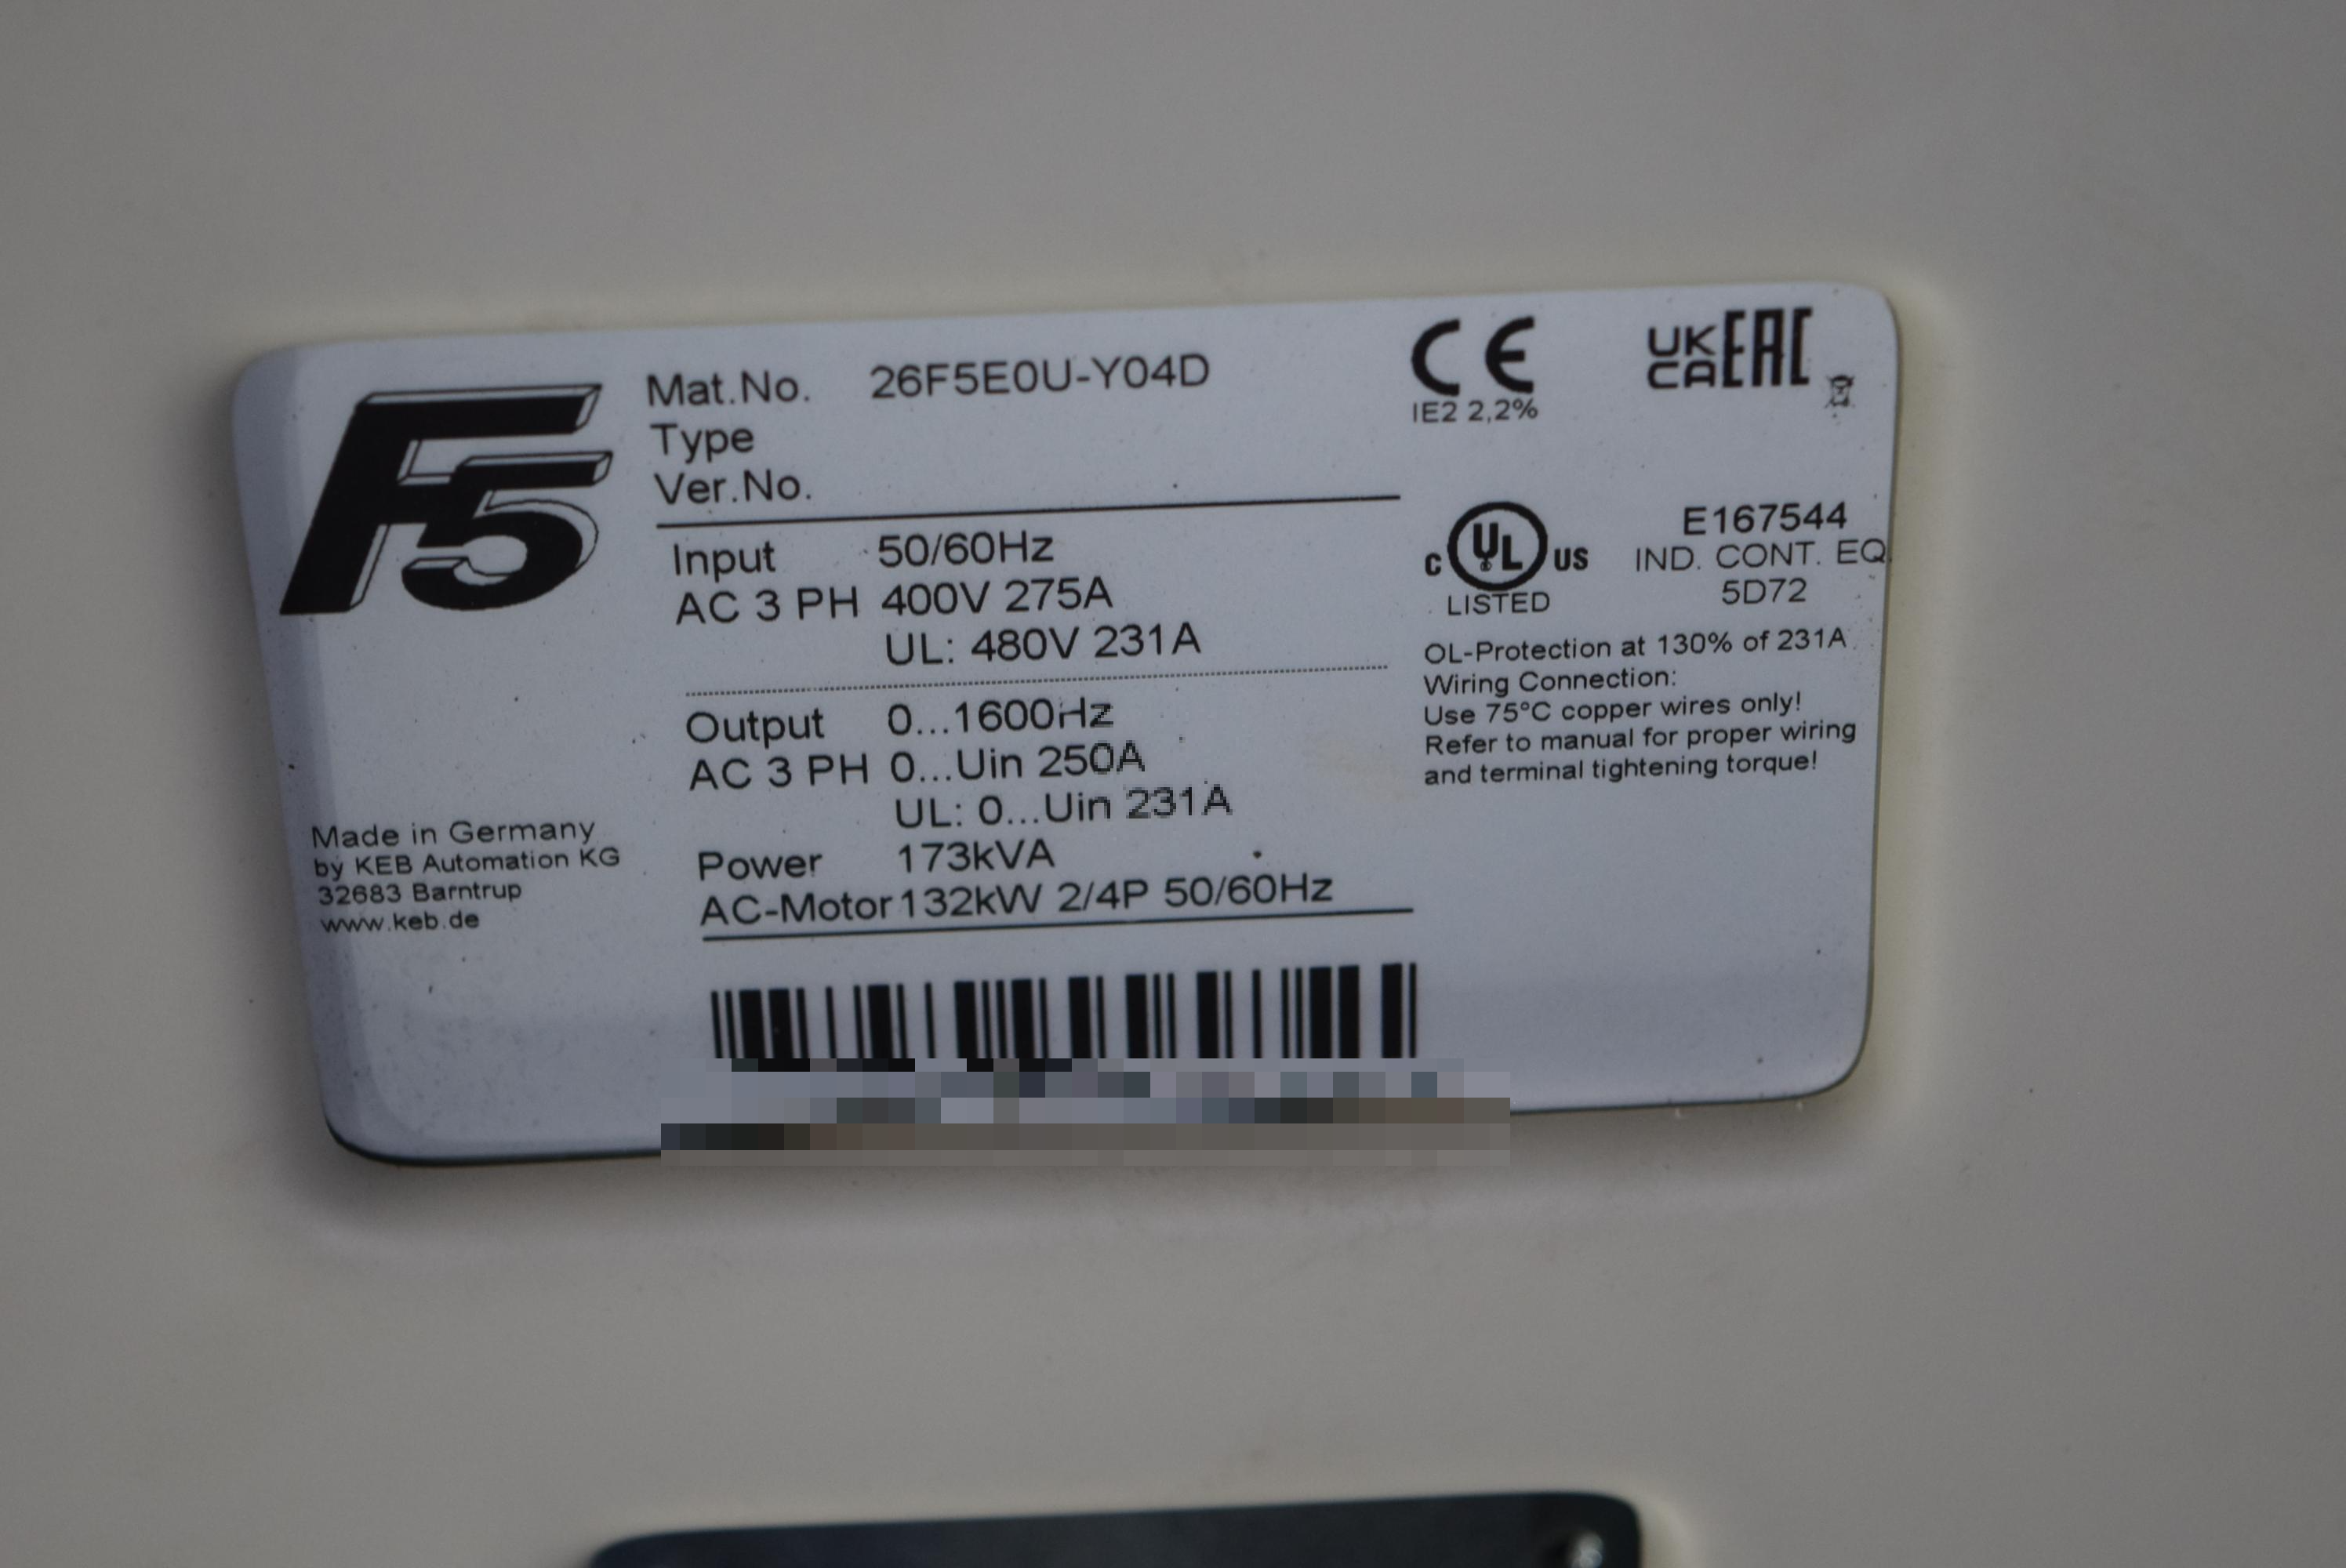 F5
Mat.No. 26F5E0U-Y04D
Type
Ver.No.
Input 50/60Hz
AC 3 PH 400V 275A
UL: 480V 231A
Output 0...1600Hz
AC 3 PH 0...Uin 250A
UL: 0...Uin 231A
Power 173kVA
AC-Motor 132kW 2/4P 50/60Hz
Made in Germany
by KEB Automation KG
32683 Barntrup
www.keb.de
CE
IE2 2,2%
UK
CA
EAC
C UL US
LISTED
E167544
IND. CONT. EQ.
5D72
OL-Protection at 130% of 231A
Wiring Connection:
Use 75°C copper wires only!
Refer to manual for proper wiring
and terminal tightening torque!